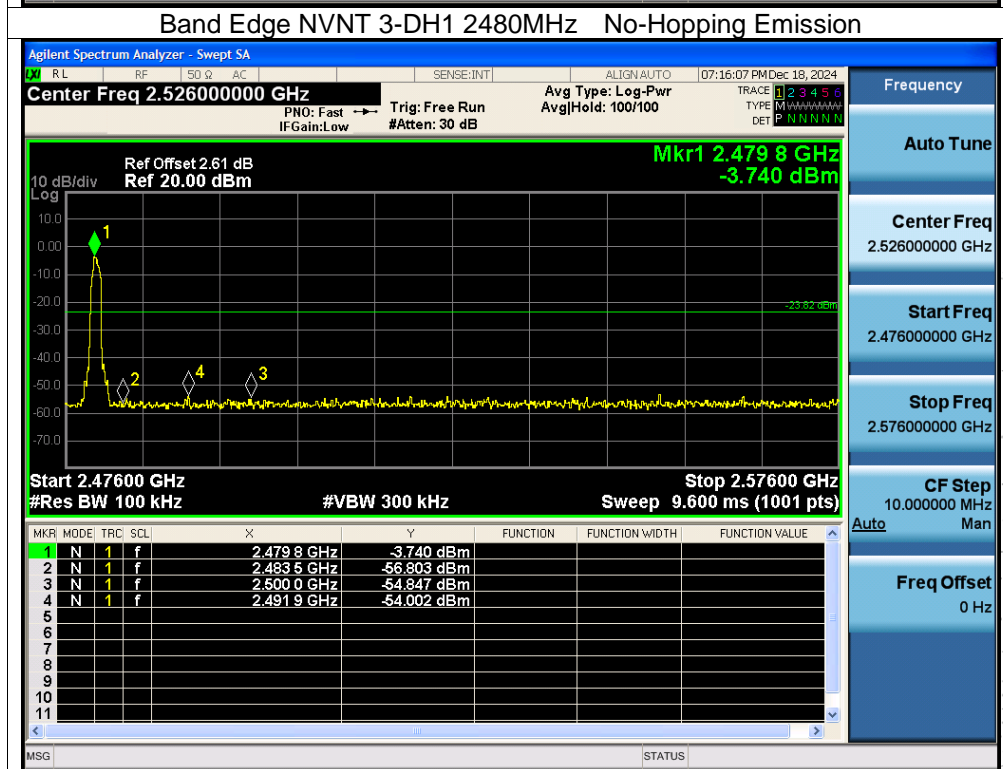 Band Edge NVNT 3-DH1 2480MHz No-Hopping Emission
Agilent Spectrum Analyzer - Swept SA
LXI RL RF 50 Ω AC SENSE:INT ALIGN AUTO 07:16:07 PM Dec 18, 2024
Center Freq 2.526000000 GHz
PNO: Fast
IFGain:Low
Trig: Free Run
#Atten: 30 dB
Avg Type: Log-Pwr
Avg|Hold: 100/100
TRACE 1 2 3 4 5 6
TYPE M W W W W W
DET P N N N N N
Frequency
Auto Tune
Mkr1 2.479 8 GHz
-3.740 dBm
Ref Offset 2.61 dB
10 dB/div Ref 20.00 dBm
Log
10.0
0.00
-10.0
-20.0
-30.0
-40.0
-50.0
-60.0
-70.0
1
2
4
3
-23.82 dBm
Center Freq
2.526000000 GHz
Start Freq
2.476000000 GHz
Stop Freq
2.576000000 GHz
Start 2.47600 GHz Stop 2.57600 GHz
#Res BW 100 kHz #VBW 300 kHz Sweep 9.600 ms (1001 pts)
CF Step
10.000000 MHz
Auto Man
Freq Offset
0 Hz
MKR MODE TRC SCL X Y FUNCTION FUNCTION WIDTH FUNCTION VALUE
1 N 1 f 2.479 8 GHz -3.740 dBm
2 N 1 f 2.483 5 GHz -56.803 dBm
3 N 1 f 2.500 0 GHz -54.847 dBm
4 N 1 f 2.491 9 GHz -54.002 dBm
5
6
7
8
9
10
11
MSG STATUS